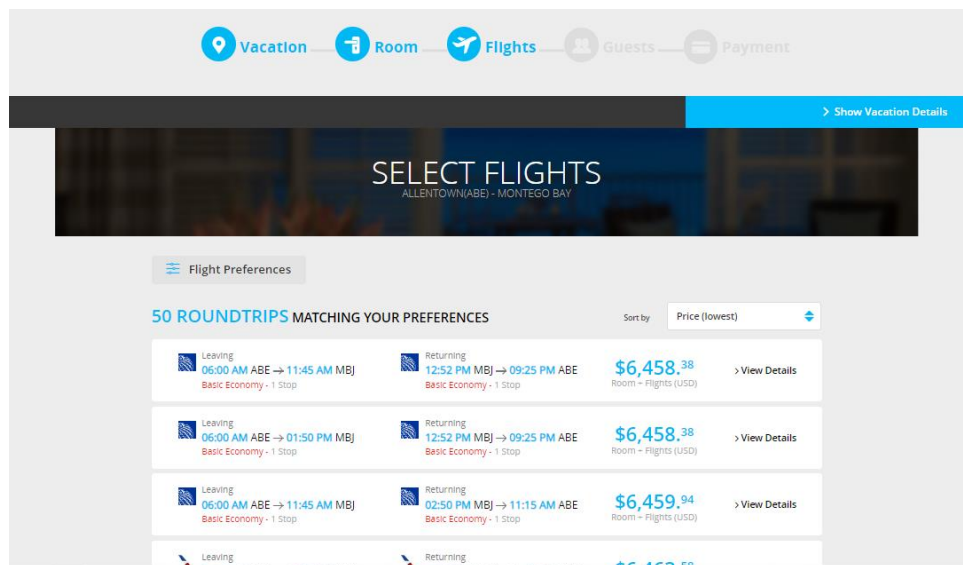 Vacation Room Flights Guests Payment
> Show Vacation Details
SELECT FLIGHTS
ALLENTOWN(ABE) - MONTEGO BAY
Flight Preferences
50 ROUNDTRIPS MATCHING YOUR PREFERENCES
Sort by Price (lowest)
Leaving Returning
06:00 AM ABE → 11:45 AM MBJ 12:52 PM MBJ → 09:25 PM ABE $6,458.38 > View Details
Basic Economy - 1 Stop Basic Economy - 1 Stop Room + Flights (USD)
Leaving Returning
06:00 AM ABE → 01:50 PM MBJ 12:52 PM MBJ → 09:25 PM ABE $6,458.38 > View Details
Basic Economy - 1 Stop Basic Economy - 1 Stop Room + Flights (USD)
Leaving Returning
06:00 AM ABE → 11:45 AM MBJ 02:50 PM MBJ → 11:15 AM ABE $6,459.94 > View Details
Basic Economy - 1 Stop Basic Economy - 1 Stop Room + Flights (USD)
Leaving Returning